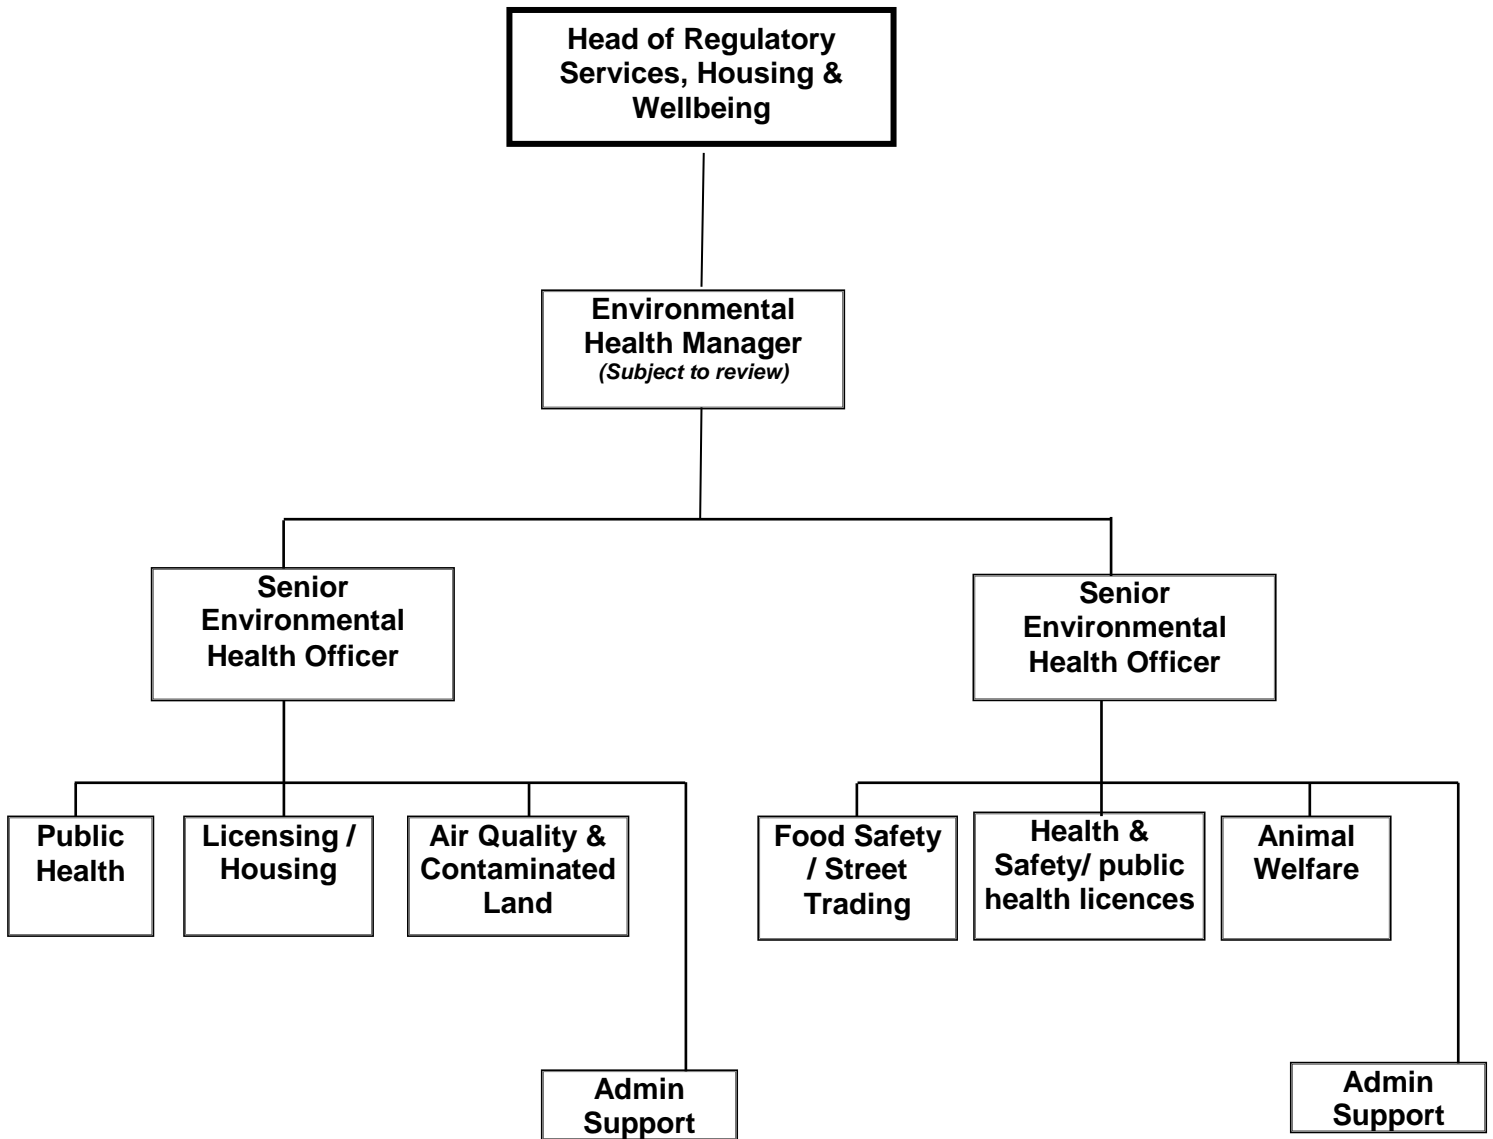 Head of Regulatory
Services, Housing &
Wellbeing
Environmental
Health Manager
(Subject to review)
Senior
Environmental
Health Officer
Senior
Environmental
Health Officer
Public
Health
Licensing /
Housing
Air Quality &
Contaminated
Land
Food Safety
/ Street
Trading
Health &
Safety/ public
health licences
Animal
Welfare
Admin
Support
Admin
Support